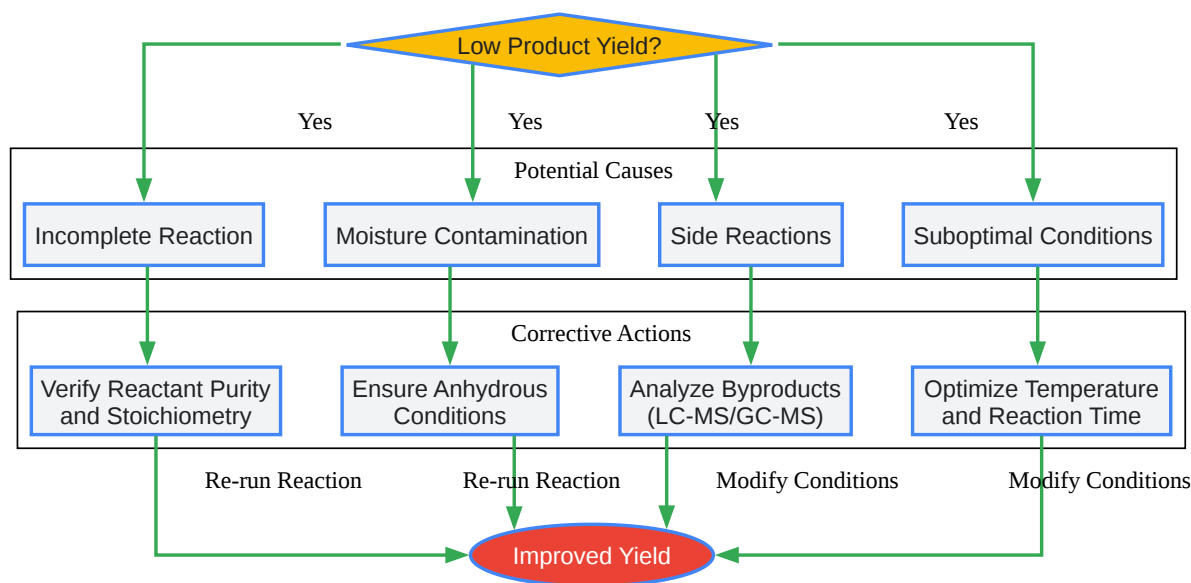 Low Product Yield?
Yes
Yes
Yes
Yes
Potential Causes
Incomplete Reaction
Moisture Contamination
Side Reactions
Suboptimal Conditions
Corrective Actions
Verify Reactant Purity
and Stoichiometry
Ensure Anhydrous
Conditions
Analyze Byproducts
(LC-MS/GC-MS)
Optimize Temperature
and Reaction Time
Re-run Reaction
Re-run Reaction
Modify Conditions
Modify Conditions
Improved Yield